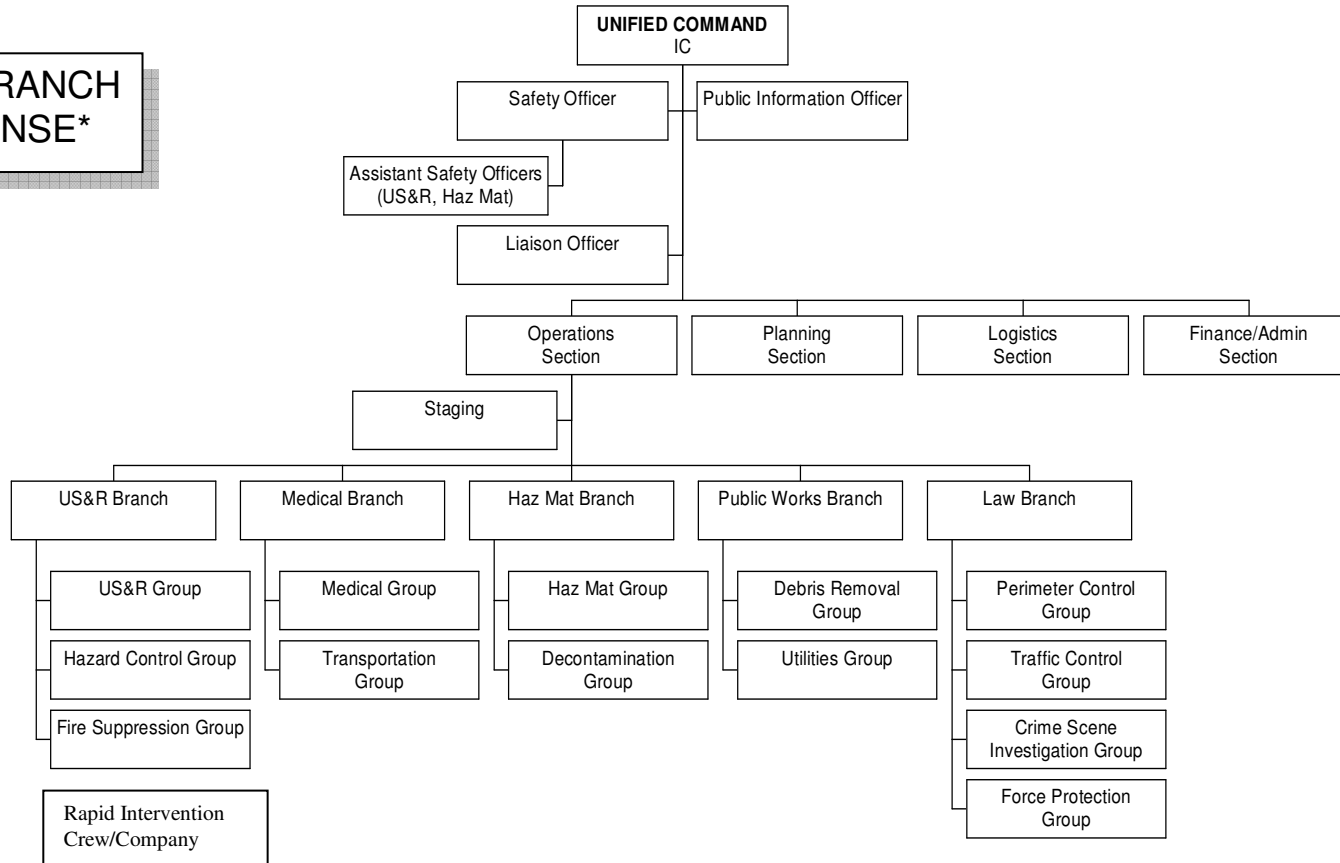 UNIFIED COMMAND
IC
RANCH
NSE*
Safety Officer
Public Information Officer
Assistant Safety Officers
(US&R, Haz Mat)
Liaison Officer
Operations
Section
Planning
Section
Logistics
Section
Finance/Admin
Section
Staging
US&R Branch
Medical Branch
Haz Mat Branch
Public Works Branch
Law Branch
US&R Group
Medical Group
Haz Mat Group
Debris Removal
Group
Perimeter Control
Group
Hazard Control Group
Transportation
Group
Decontamination
Group
Utilities Group
Traffic Control
Group
Fire Suppression Group
Crime Scene
Investigation Group
Rapid Intervention
Crew/Company
Force Protection
Group